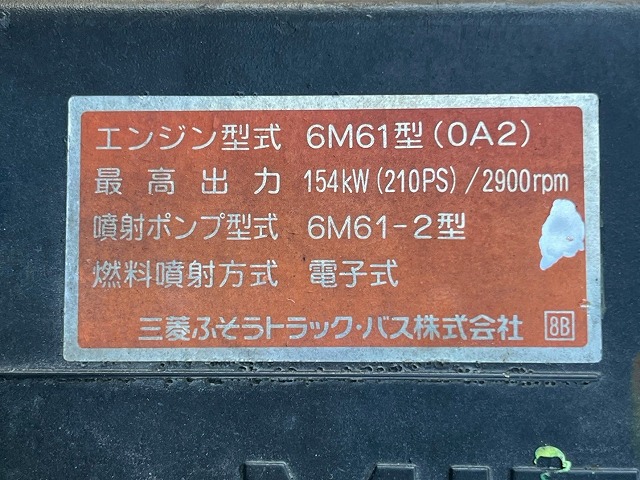 エンジン型式 6M61型(0A2)
最高出力 154kW(210PS)/2900rpm
噴射ポンプ型式 6M61-2型
燃料噴射方式 電子式
三菱ふそうトラック・バス株式会社 8B